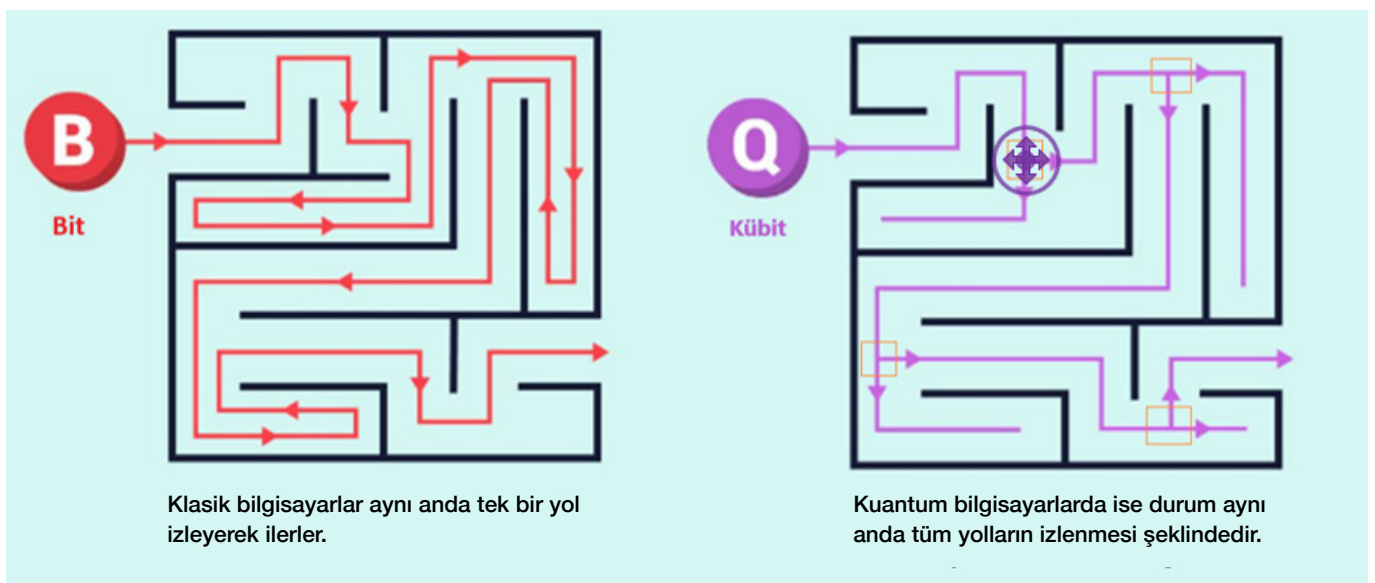 B
Bit
Klasik bilgisayarlar aynı anda tek bir yol
izleyerek ilerler.
Q
Kübit
Kuantum bilgisayarlarda ise durum aynı
anda tüm yolların izlenmesi şeklindedir.